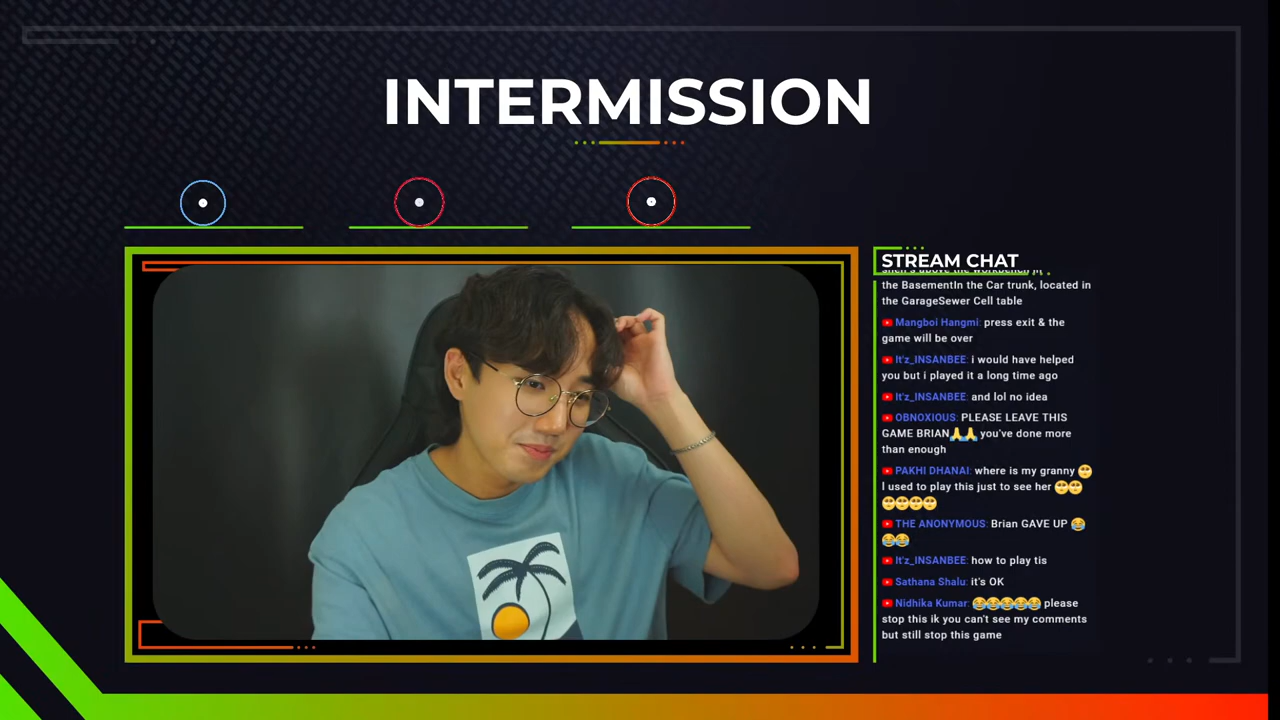 INTERMISSION
STREAM CHAT
the BasementIn the Car trunk, located in
the GarageSewer Cell table
Mangboi Hangmi: press exit & the
game will be over
It'z_INSANBEE: i would have helped
you but i played it a long time ago
It'z_INSANBEE: and lol no idea
OBNOXIOUS: PLEASE LEAVE THIS
GAME BRIAN🙏🙏 you've done more
than enough
PAKHI DHANAI: where is my granny 🥺
I used to play this just to see her 🥺🥺
🥺🥺🥺🥺
THE ANONYMOUS: Brian GAVE UP 😂
😂😂
It'z_INSANBEE: how to play tis
Sathana Shalu: it's OK
Nidhika Kumar: 😂😂😂😂😂 please
stop this ik you can't see my comments
but still stop this game